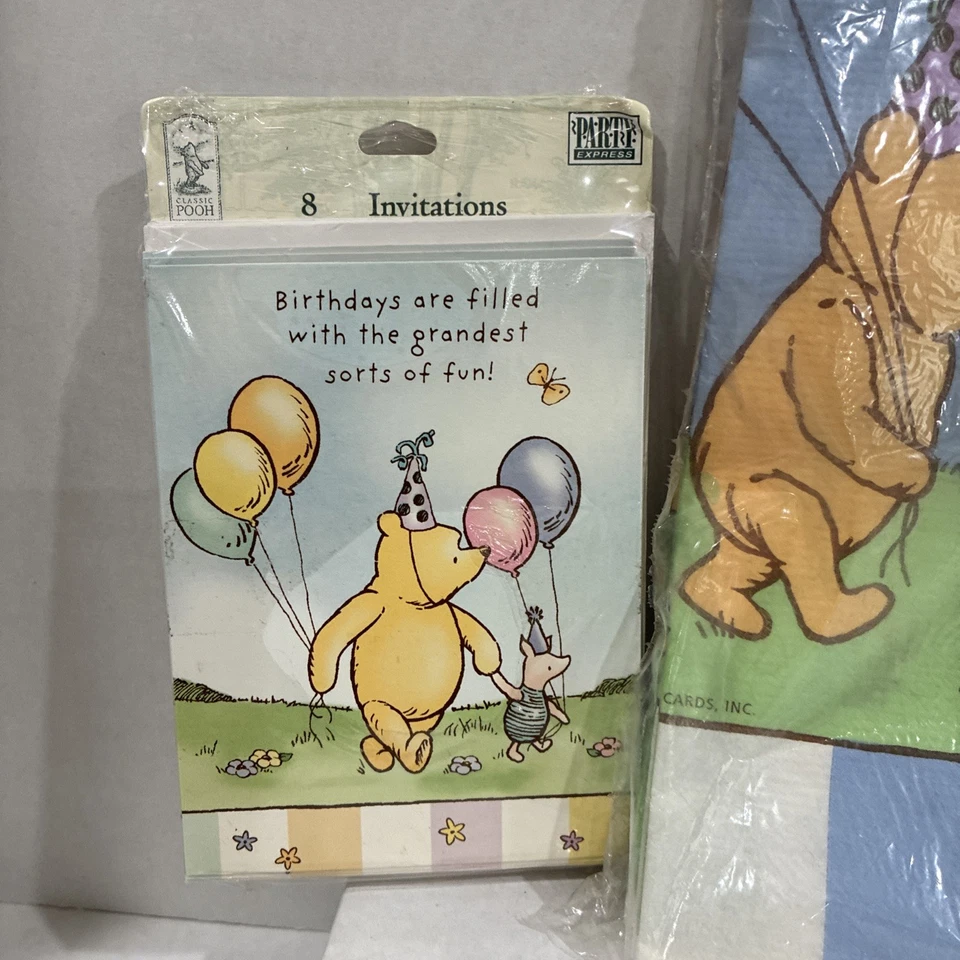 CLASSIC
POOH
PARTY
EXPRESS
8 Invitations
Birthdays are filled
with the grandest
sorts of fun!
CARDS, INC.